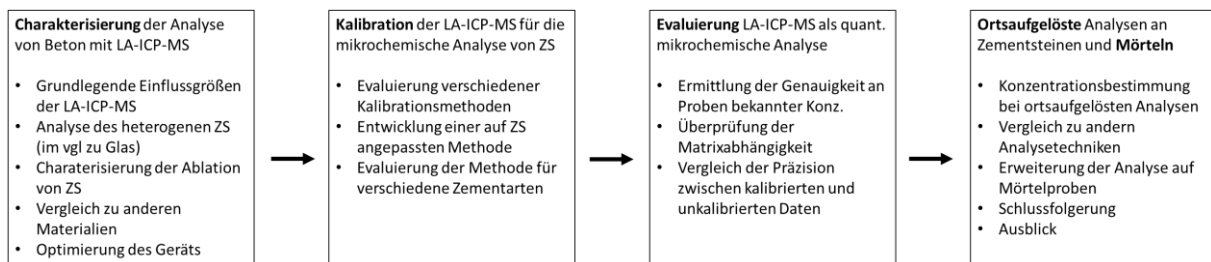 Charakterisierung der Analyse
von Beton mit LA-ICP-MS
• Grundlegende Einflussgrößen
der LA-ICP-MS
• Analyse des heterogenen ZS
(im vgl zu Glas)
• Charaterisierung der Ablation
von ZS
• Vergleich zu anderen
Materialien
• Optimierung des Geräts
Kalibration der LA-ICP-MS für die
mikrochemische Analyse von ZS
• Evaluierung verschiedener
Kalibrationsmethoden
• Entwicklung einer auf ZS
angepassten Methode
• Evaluierung der Methode für
verschiedene Zementarten
Evaluierung LA-ICP-MS als quant.
mikrochemische Analyse
• Ermittlung der Genauigkeit an
Proben bekannter Konz.
• Überprüfung der
Matrixabhängigkeit
• Vergleich der Präzision
zwischen kalibrierten und
unkalibrierten Daten
Ortsaufgelöste Analysen an
Zementsteinen und Mörteln
• Konzentrationsbestimmung
bei ortsaufgelösten Analysen
• Vergleich zu andern
Analysetechniken
• Erweiterung der Analyse auf
Mörtelproben
• Schlussfolgerung
• Ausblick